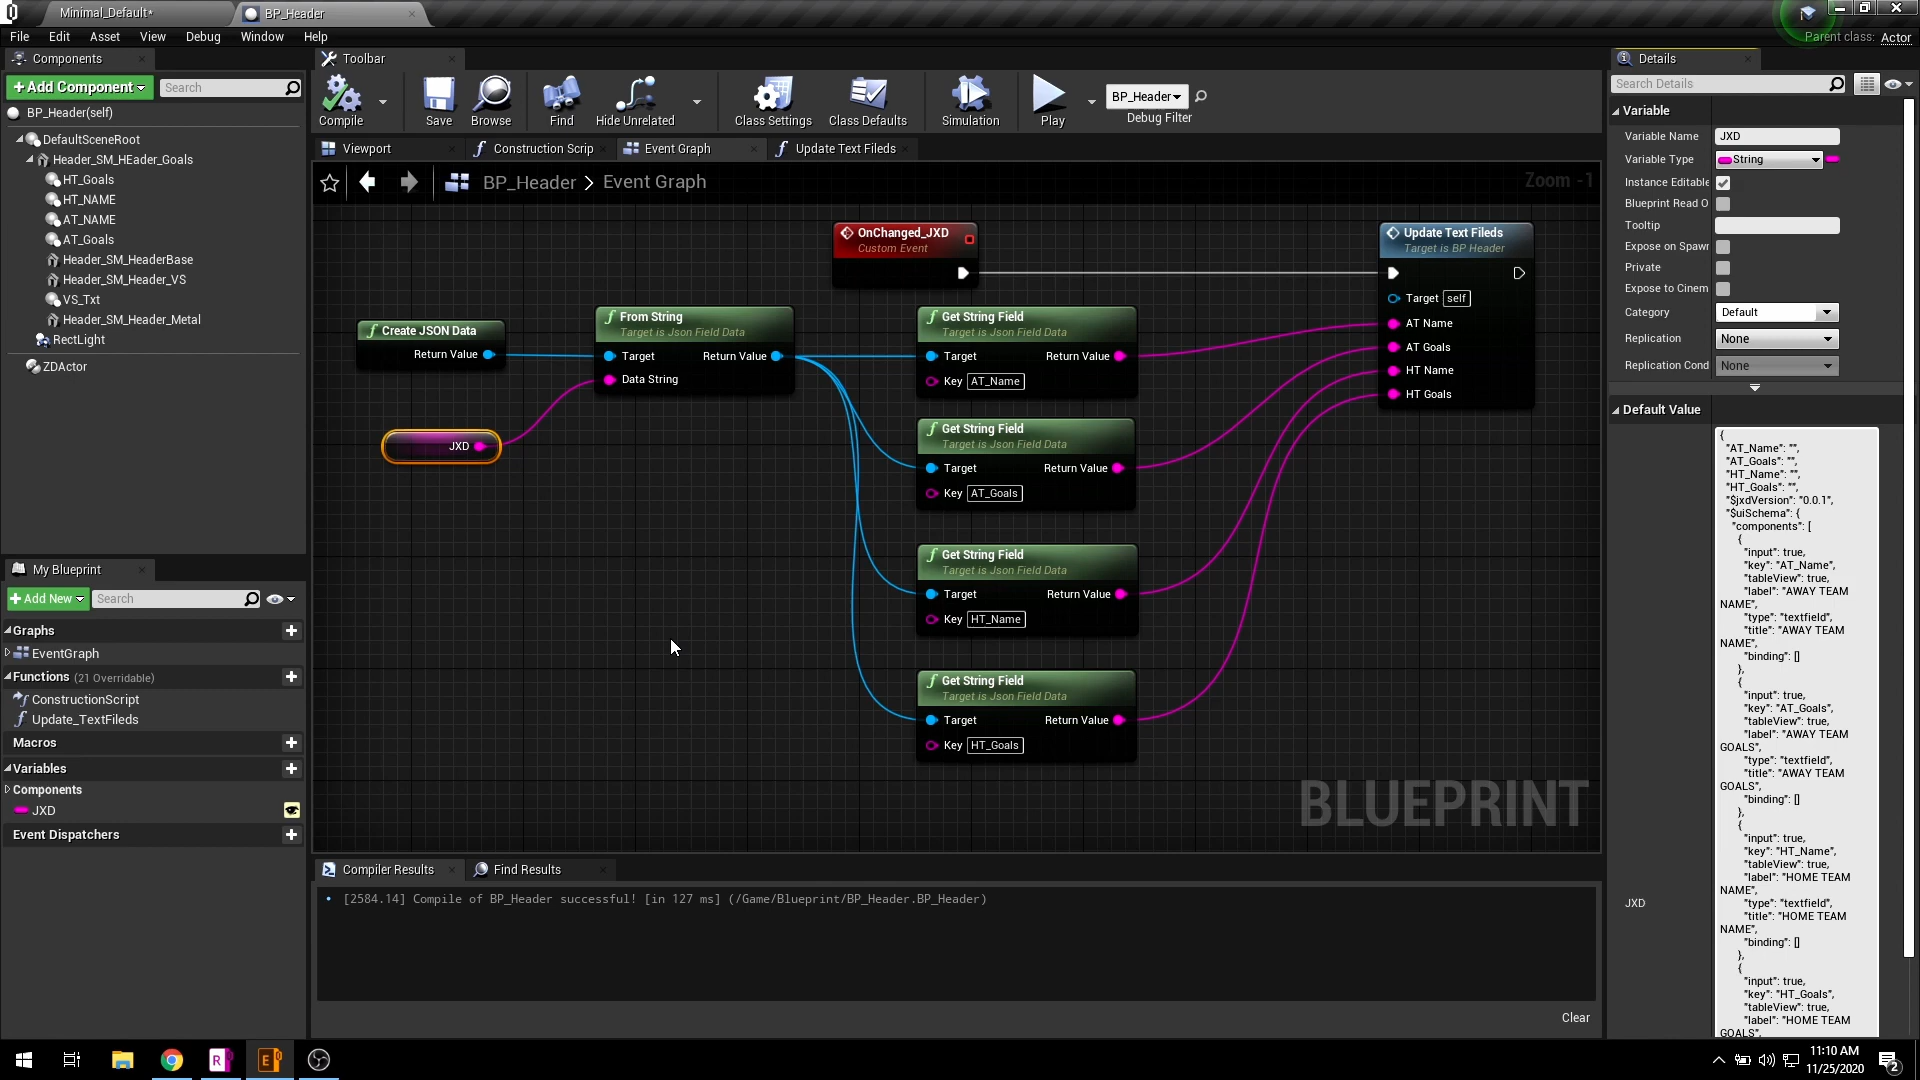 Minimal_Default*
BP_Header
File Edit Asset View Debug Window Help
Parent class: Actor
Components
+Add Component
Search
BP_Header(self)
DefaultSceneRoot
Header_SM_HEader_Goals
HT_Goals
HT_NAME
AT_NAME
AT_Goals
Header_SM_HeaderBase
Header_SM_Header_VS
VS_Txt
Header_SM_Header_Metal
RectLight
ZDActor
My Blueprint
+Add New
Search
Graphs
EventGraph
Functions (21 Overridable)
ConstructionScript
Update_TextFileds
Macros
Variables
Components
JXD
Event Dispatchers
Toolbar
Compile
Save
Browse
Find
Hide Unrelated
Class Settings
Class Defaults
Simulation
Play
BP_Header
Debug Filter
Viewport
Construction Scrip
Event Graph
Update Text Fileds
BP_Header > Event Graph
Zoom -1
OnChanged_JXD
Custom Event
Update Text Fileds
Target is BP Header
Target self
AT Name
AT Goals
HT Name
HT Goals
Create JSON Data
Return Value
From String
Target is Json Field Data
Target Return Value
Data String
JXD
Get String Field
Target is Json Field Data
Target Return Value
Key AT_Name
Get String Field
Target is Json Field Data
Target Return Value
Key AT_Goals
Get String Field
Target is Json Field Data
Target Return Value
Key HT_Name
Get String Field
Target is Json Field Data
Target Return Value
Key HT_Goals
BLUEPRINT
Compiler Results
Find Results
• [2584.14] Compile of BP_Header successful! [in 127 ms] (/Game/Blueprint/BP_Header.BP_Header)
Clear
Details
Search Details
Variable
Variable Name JXD
Variable Type String
Instance Editable
Blueprint Read O
Tooltip
Expose on Spawn
Private
Expose to Cinem
Category Default
Replication None
Replication Cond None
Default Value
JXD
{
"AT_Name": "",
"AT_Goals": "",
"HT_Name": "",
"HT_Goals": "",
"$jxdVersion": "0.0.1",
"$uiSchema": {
"components": [
{
"input": true,
"key": "AT_Name",
"tableView": true,
"label": "AWAY TEAM
NAME",
"type": "textfield",
"title": "AWAY TEAM
NAME",
"binding": []
},
{
"input": true,
"key": "AT_Goals",
"tableView": true,
"label": "AWAY TEAM
GOALS",
"type": "textfield",
"title": "AWAY TEAM
GOALS",
"binding": []
},
{
"input": true,
"key": "HT_Name",
"tableView": true,
"label": "HOME TEAM
NAME",
"type": "textfield",
"title": "HOME TEAM
NAME",
"binding": []
},
{
"input": true,
"key": "HT_Goals",
"tableView": true,
"label": "HOME TEAM
GOALS",
11:10 AM
11/25/2020
2